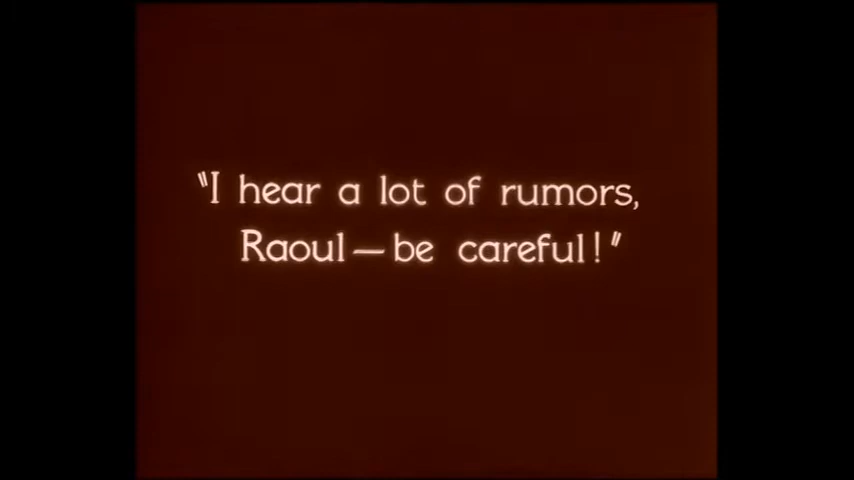 "I hear a lot of rumors,
Raoul — be careful!"